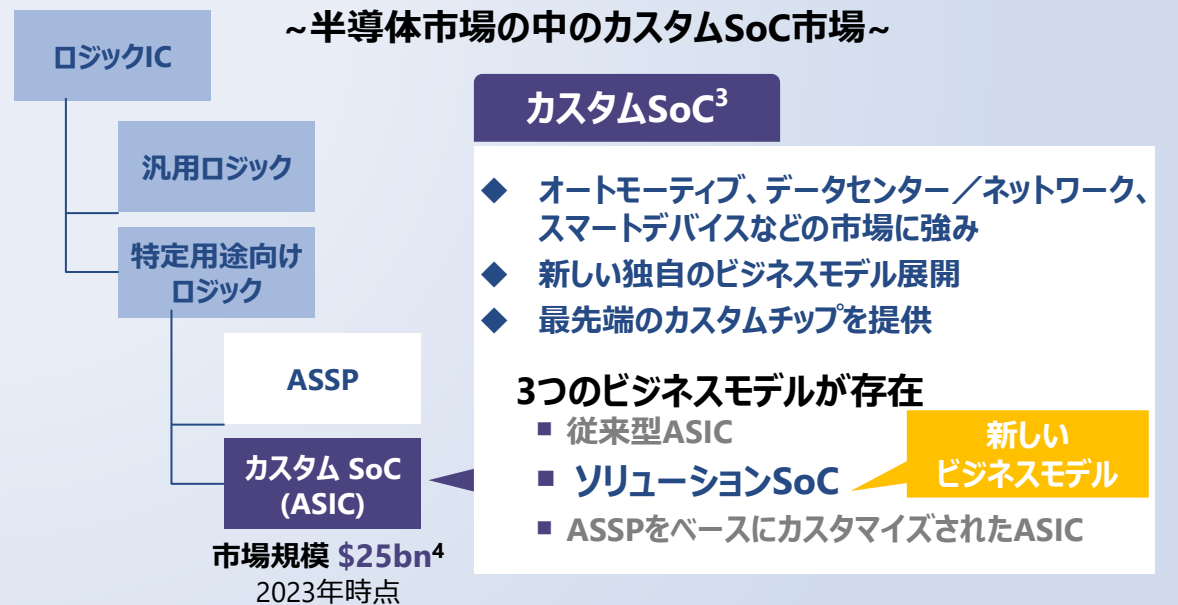 ~半導体市場の中のカスタムSoC市場~
ロジックIC
汎用ロジック
特定用途向け
ロジック
ASSP
カスタム SoC
(ASIC)
市場規模 $25bn4
2023年時点
カスタムSoC3
◆ オートモーティブ、データセンター／ネットワーク、
スマートデバイスなどの市場に強み
◆ 新しい独自のビジネスモデル展開
◆ 最先端のカスタムチップを提供
3つのビジネスモデルが存在
■ 従来型ASIC
■ ソリューションSoC
■ ASSPをベースにカスタマイズされたASIC
新しい
ビジネスモデル